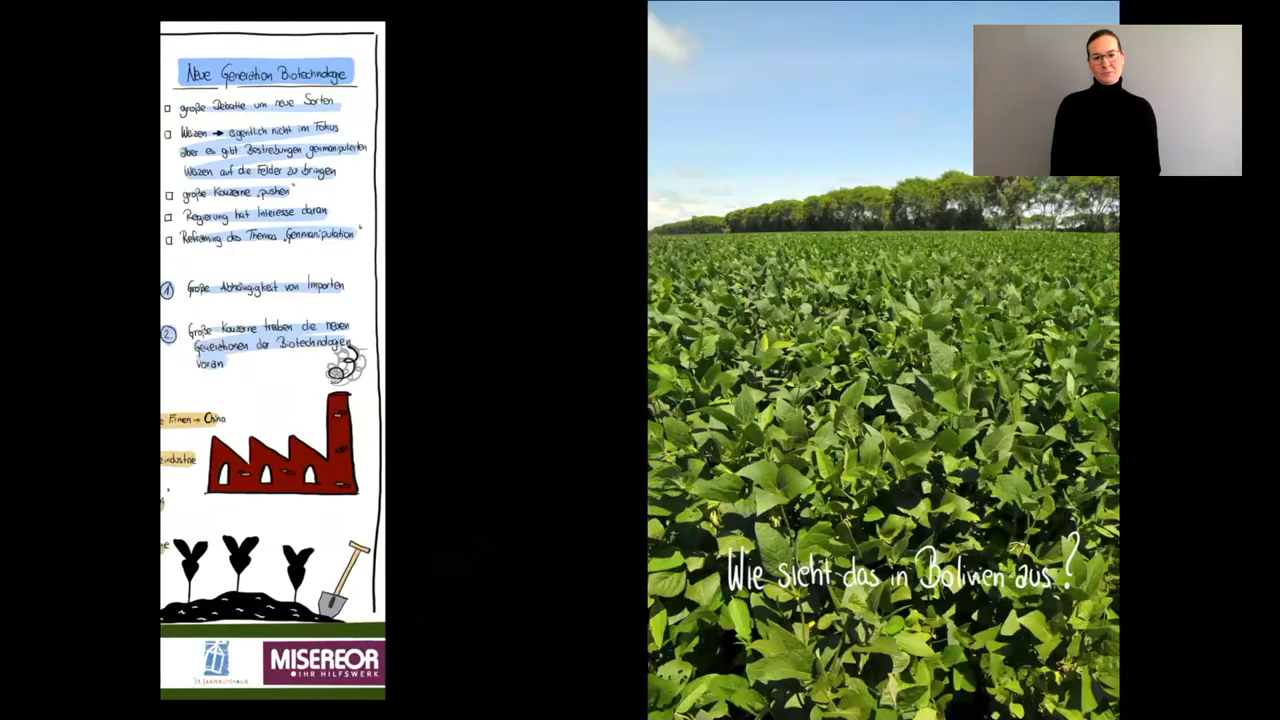 Neue Generation Biotechnologie
große Debatte um neue Sorten
Weizen → eigentlich nicht im Fokus
aber es gibt Bestrebungen genmanipulierten
Weizen auf die Felder zu bringen
große Konzerne „pushen"
Regierung hat Interesse daran
Reframing des Themas „Genmanipulation"
1 Große Abhängigkeit von Importen
2. Große Konzerne treiben die neuen
Generationen der Biotechnologien
voran
e Firmen → China
eindustrie
ST. JAKOBUSHAUS
MISEREOR
IHR HILFSWERK
Wie sieht das in Bolivien aus?